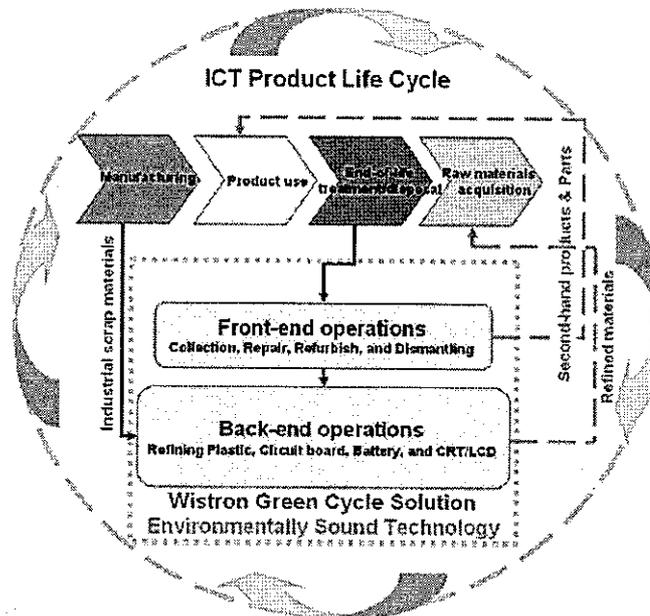 ICT Product Life Cycle
Manufacturing
Product use
End-of-life
treatment/disposal
Raw materials
acquisition
Industrial scrap materials
Second-hand products & Parts
Refined materials
Front-end operations
Collection, Repair, Refurbish, and Dismantling
Back-end operations
Refining Plastic, Circuit board, Battery, and CRT/LCD
Wistron Green Cycle Solution
Environmentally Sound Technology